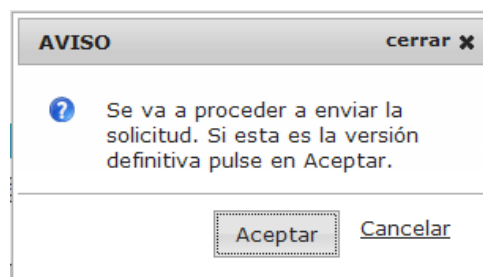 AVISO cerrar ✖
Se va a proceder a enviar la
solicitud. Si esta es la versión
definitiva pulse en Aceptar.
Aceptar Cancelar